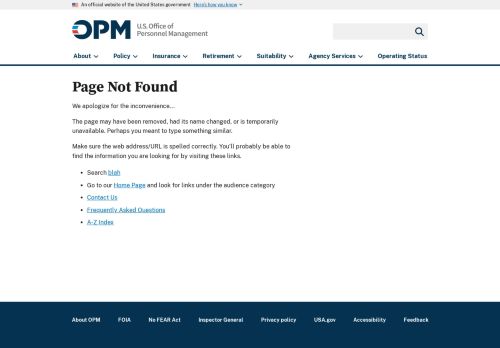 An official website of the United States government Here's how you know
OPM U.S. Office of
Personnel Management
About Policy Insurance Retirement Suitability Agency Services Operating Status
Page Not Found
We apologize for the inconvenience...
The page may have been removed, had its name changed, or is temporarily
unavailable. Perhaps you meant to type something similar.
Make sure the web address/URL is spelled correctly. You'll probably be able to
find the information you are looking for by visiting these links.
Search blah
Go to our Home Page and look for links under the audience category
Contact Us
Frequently Asked Questions
A-Z Index
About OPM FOIA No FEAR Act Inspector General Privacy policy USA.gov Accessibility Feedback